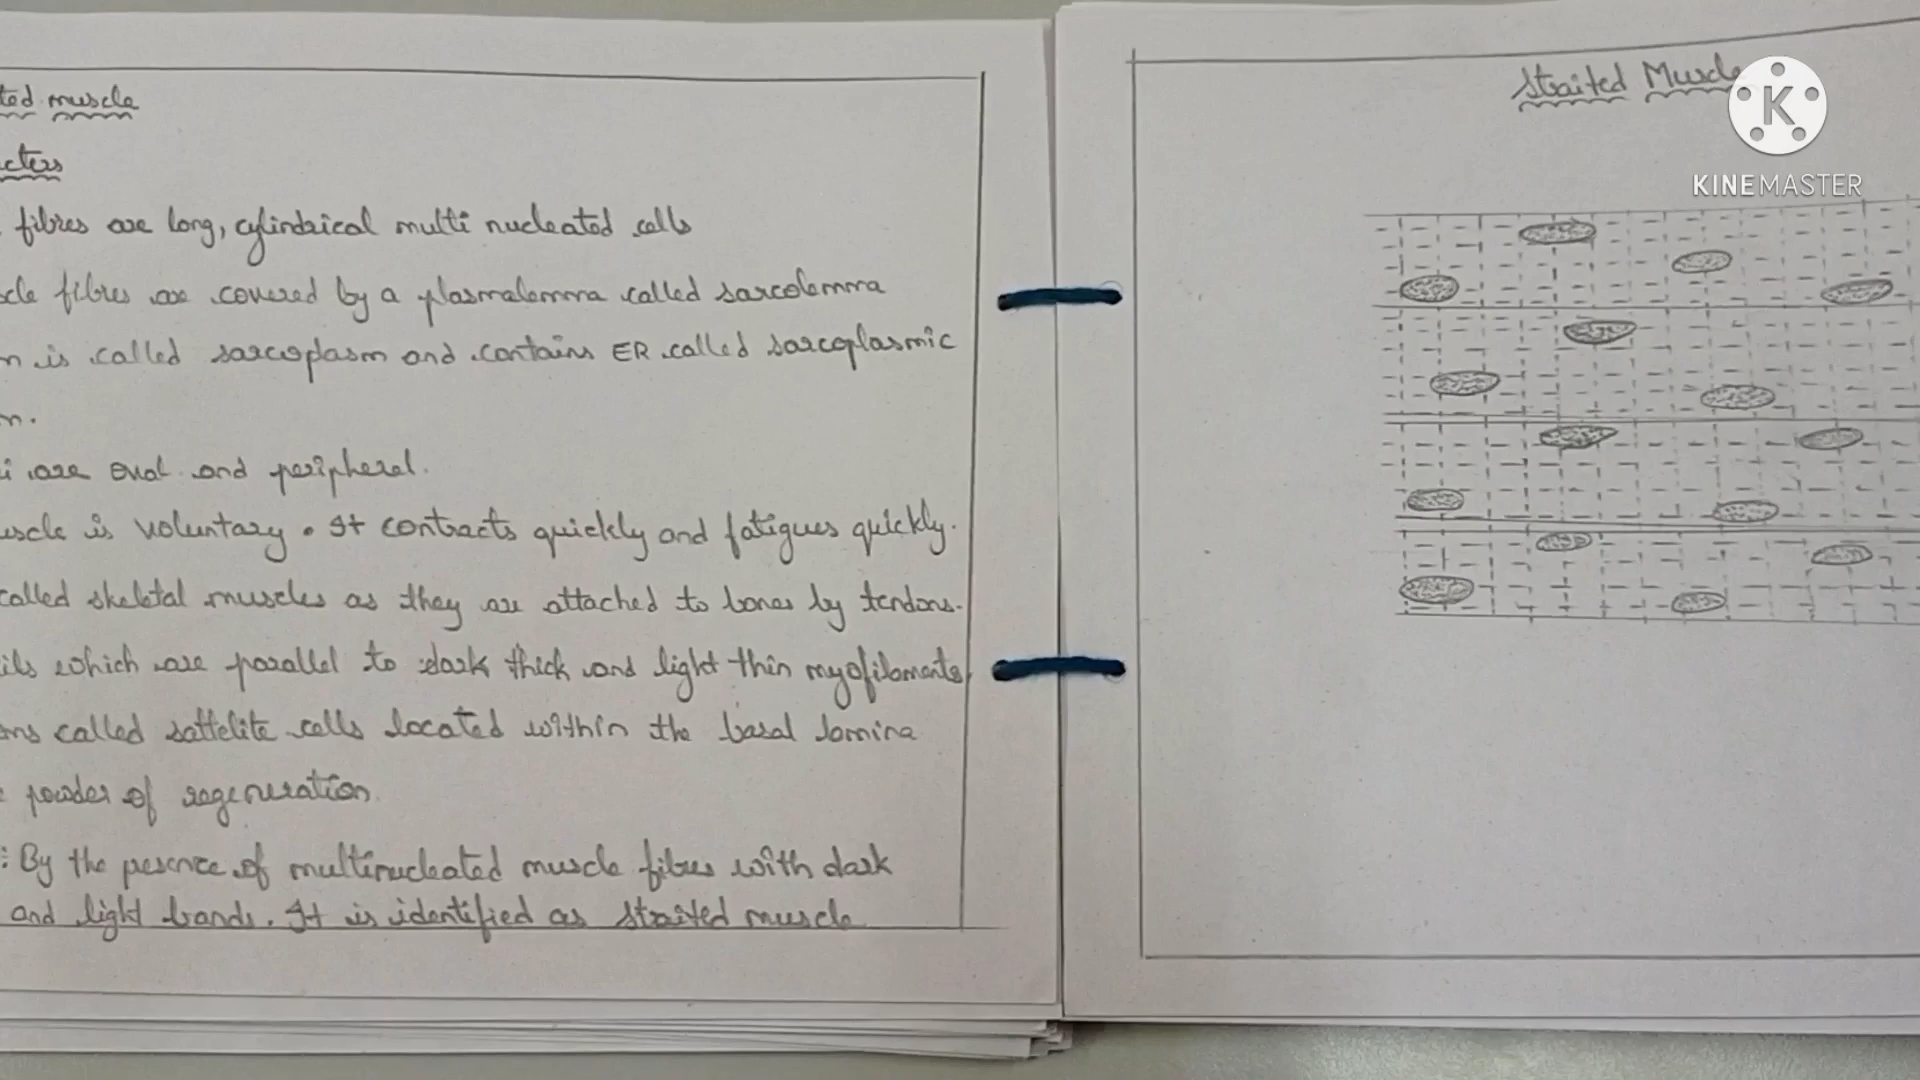 ted muscle
cters
fibres are long, cylindrical multi nucleated cells
cle fibres are covered by a plasmalemma called sarcolemma
m is called sarcoplasm and contains ER called sarcoplasmic
m.
i are oval and peripheral.
uscle is voluntary. It contracts quickly and fatigues quickly.
called skeletal muscles as they are attached to bones by tendons.
ils which are parallel to dark thick and light thin myofilaments
ons called sattelite cells located within the basal lamina
powder of regeneration
: By the pesence of multinucleated muscle fibres with dark
and light bands. It is identified as straited muscle
Straited Muscle
K
KINEMASTER